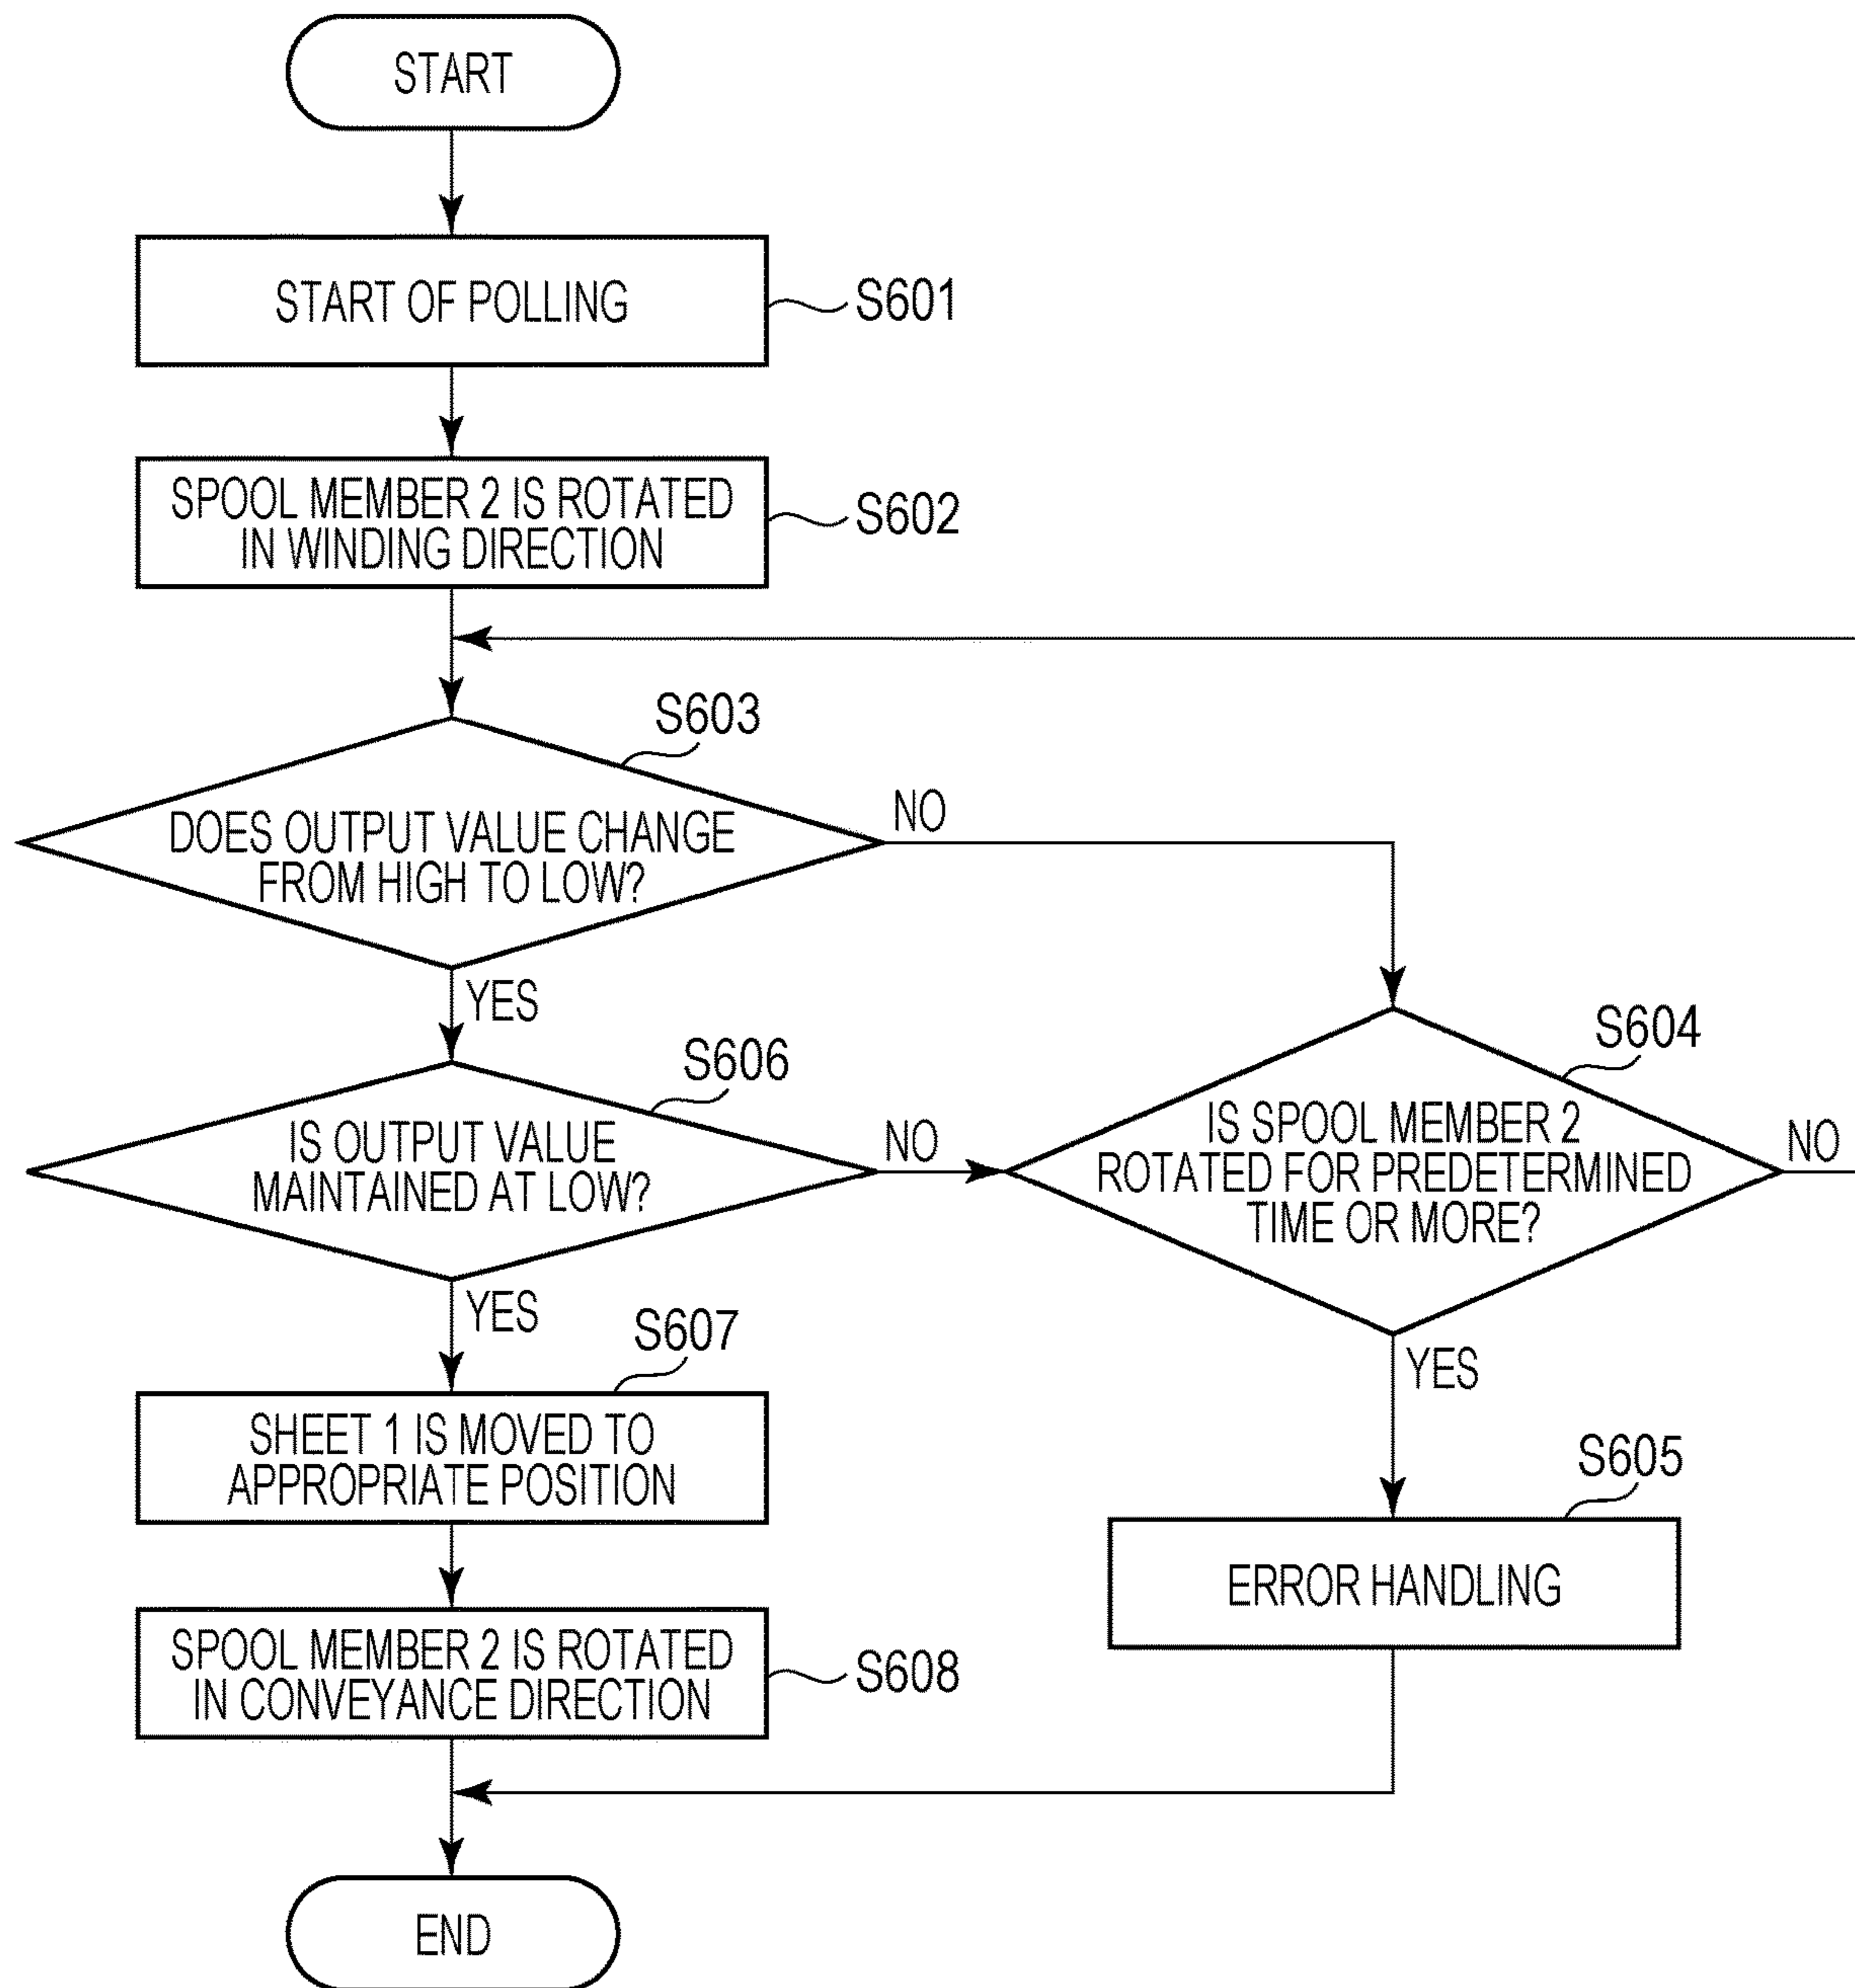 START
START OF POLLING
S601
SPOOL MEMBER 2 IS ROTATED
IN WINDING DIRECTION
S602
S603
DOES OUTPUT VALUE CHANGE
FROM HIGH TO LOW?
NO
YES
S604
S606
IS OUTPUT VALUE
MAINTAINED AT LOW?
NO
IS SPOOL MEMBER 2
ROTATED FOR PREDETERMINED
TIME OR MORE?
NO
YES
YES
S607
SHEET 1 IS MOVED TO
APPROPRIATE POSITION
S605
ERROR HANDLING
SPOOL MEMBER 2 IS ROTATED
IN CONVEYANCE DIRECTION
S608
END